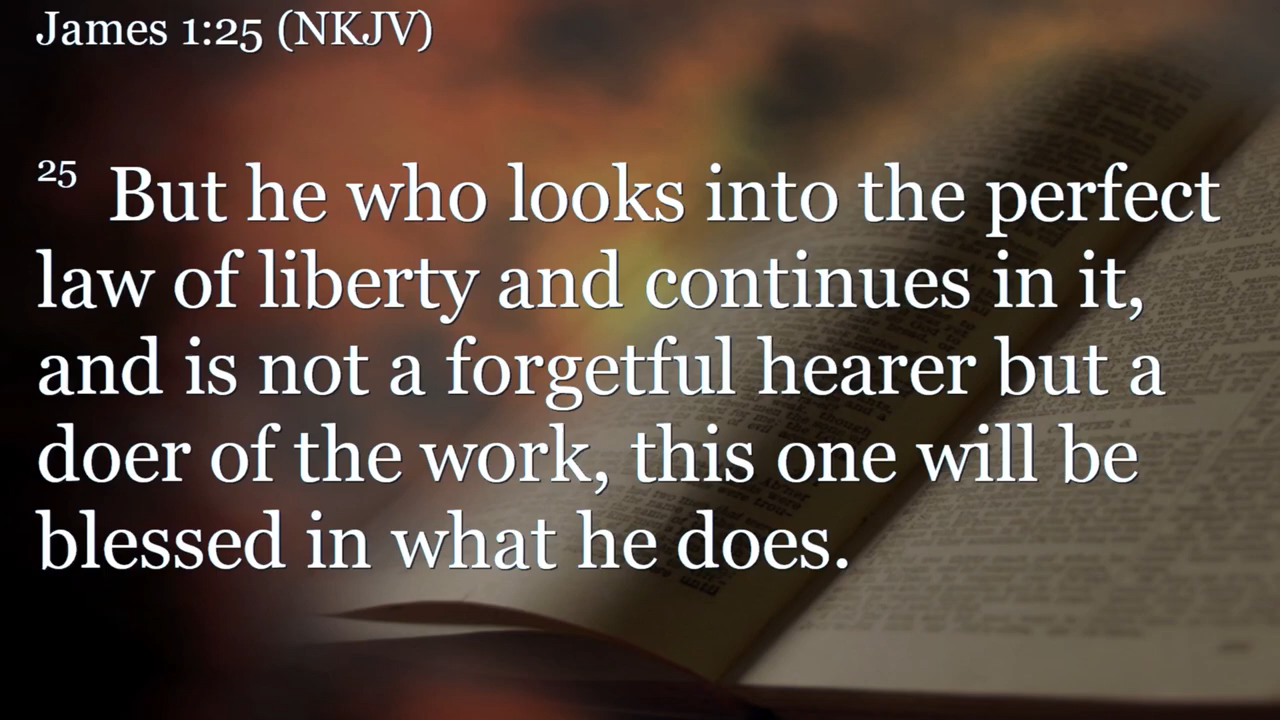 James 1:25 (NKJV)
25 But he who looks into the perfect
law of liberty and continues in it,
and is not a forgetful hearer but a
doer of the work, this one will be
blessed in what he does.